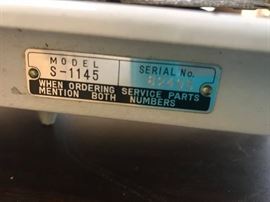 MODEL
S-1145
SERIAL No.
WHEN ORDERING SERVICE PARTS
MENTION BOTH NUMBERS